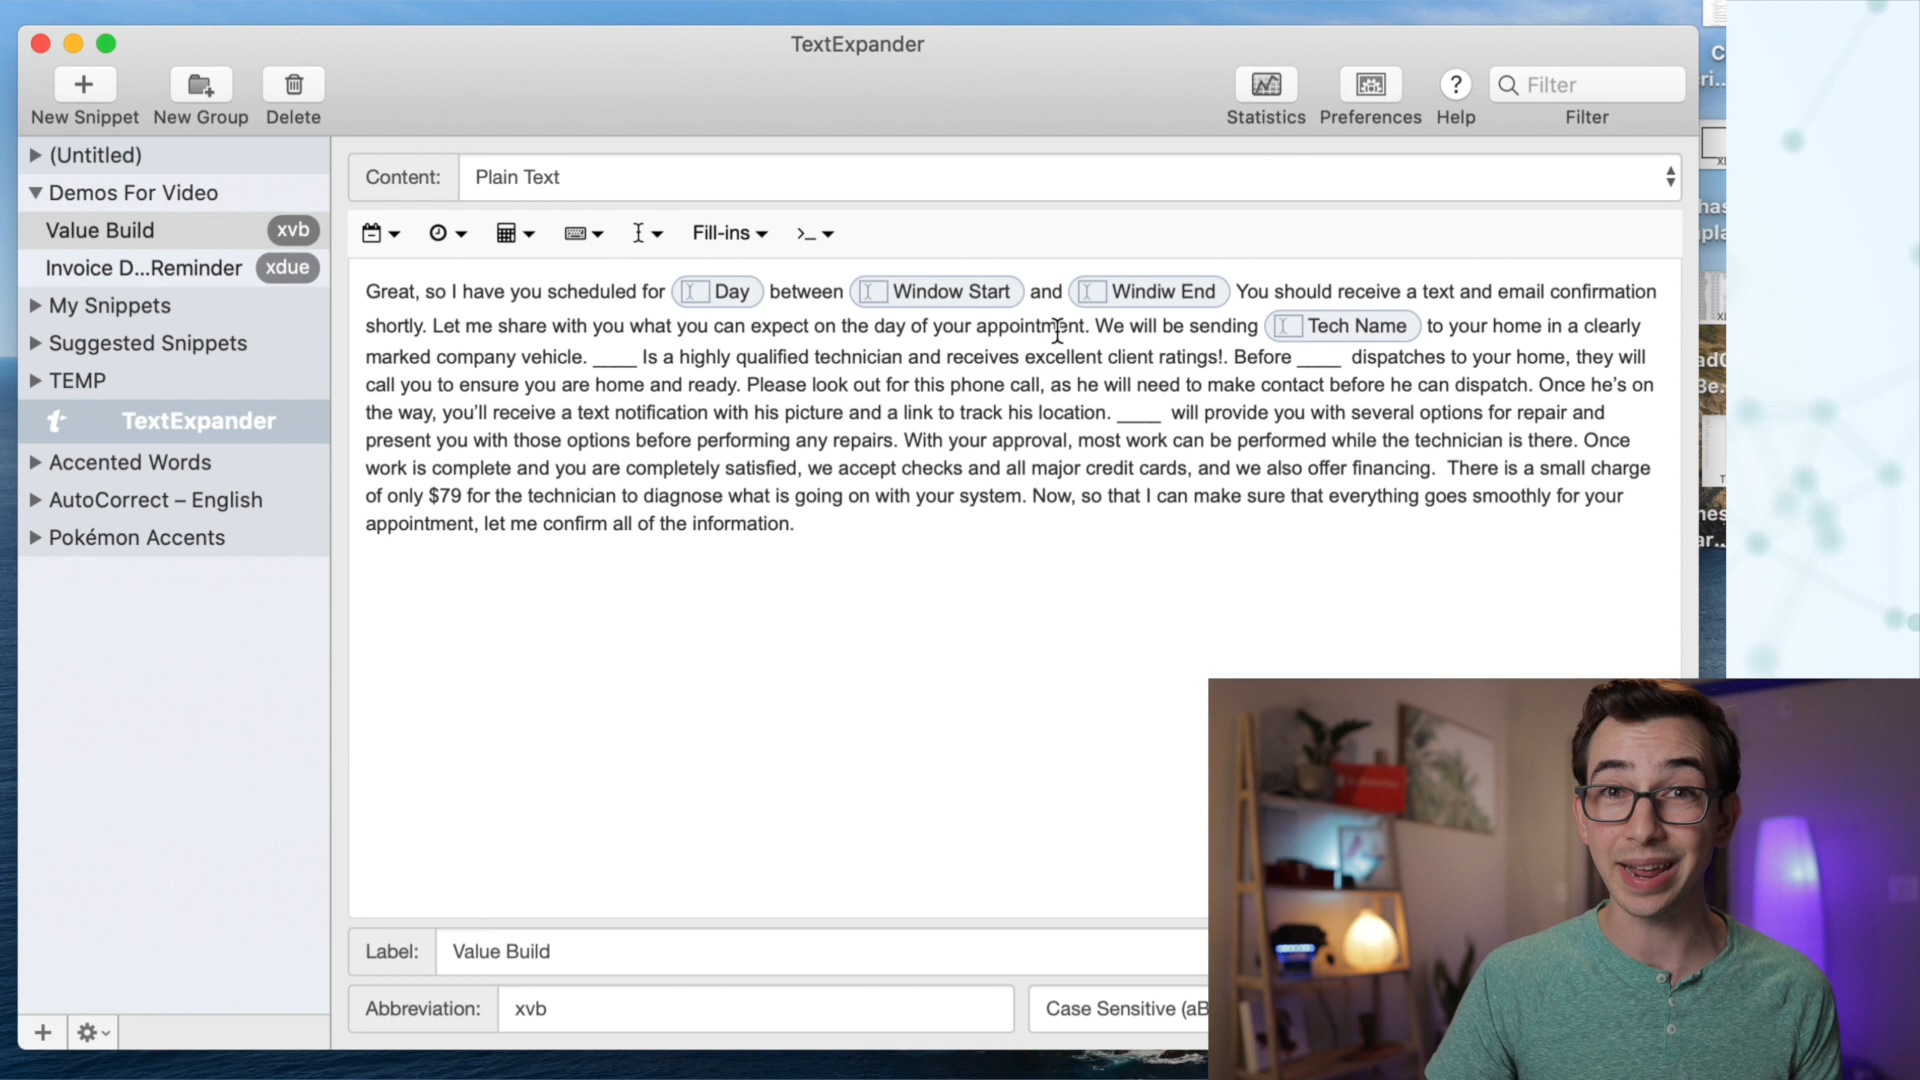 TextExpander
New Snippet
New Group
Delete
Statistics
Preferences
? Help
Filter
Filter
(Untitled)
Demos For Video
Value Build xvb
Invoice D...Reminder xdue
My Snippets
Suggested Snippets
TEMP
TextExpander
Accented Words
AutoCorrect – English
Pokémon Accents
Content: Plain Text
Fill-ins
Great, so I have you scheduled for Day between Window Start and Windiw End You should receive a text and email confirmation
shortly. Let me share with you what you can expect on the day of your appointment. We will be sending Tech Name to your home in a clearly
marked company vehicle. ____ Is a highly qualified technician and receives excellent client ratings!. Before ____ dispatches to your home, they will
call you to ensure you are home and ready. Please look out for this phone call, as he will need to make contact before he can dispatch. Once he’s on
the way, you’ll receive a text notification with his picture and a link to track his location. ____ will provide you with several options for repair and
present you with those options before performing any repairs. With your approval, most work can be performed while the technician is there. Once
work is complete and you are completely satisfied, we accept checks and all major credit cards, and we also offer financing.  There is a small charge
of only $79 for the technician to diagnose what is going on with your system. Now, so that I can make sure that everything goes smoothly for your
appointment, let me confirm all of the information.
Label: Value Build
Abbreviation: xvb
Case Sensitive (aB